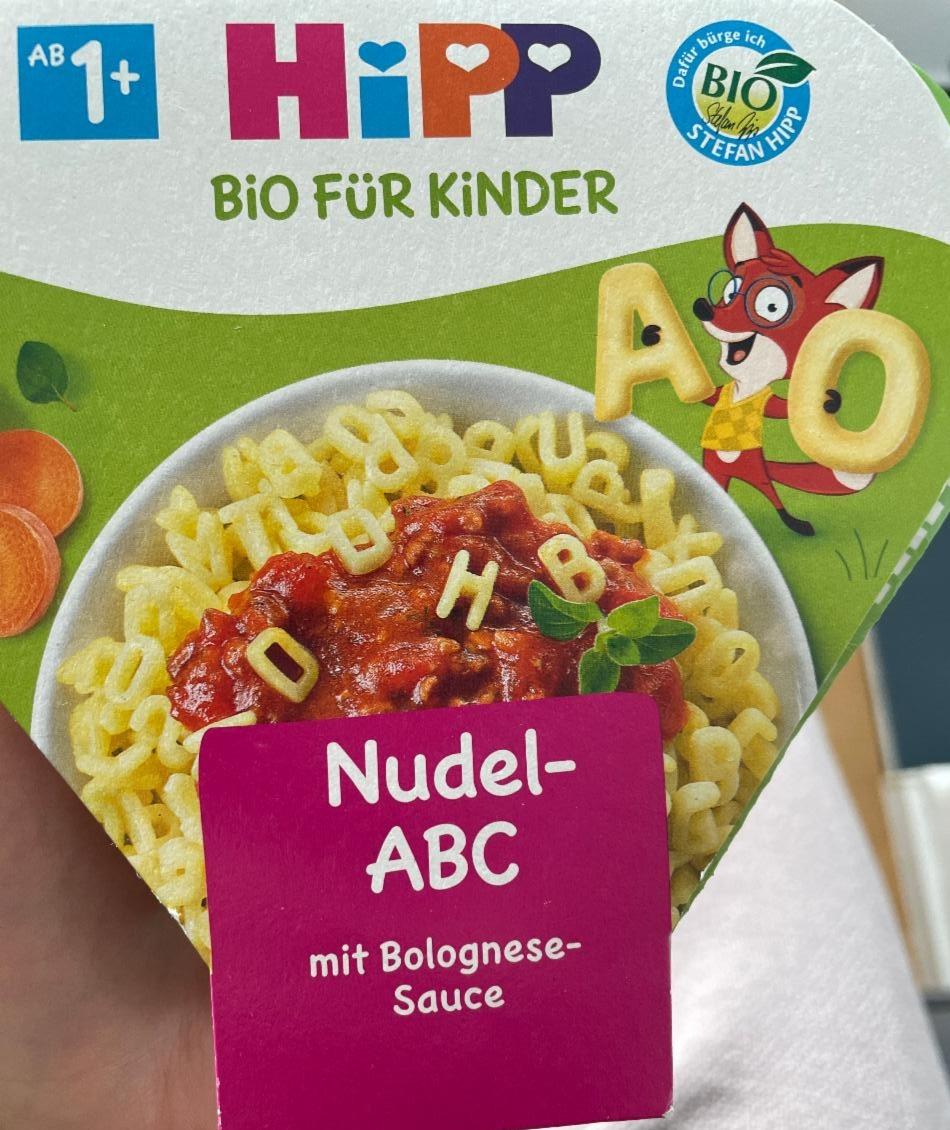 AB 1+
HiPP
BiO FÜR KiNDER
Dafür bürge ich
BIO
STEFAN HIPP
A O
U
D H B
O
Nudel-
ABC
mit Bolognese-
Sauce